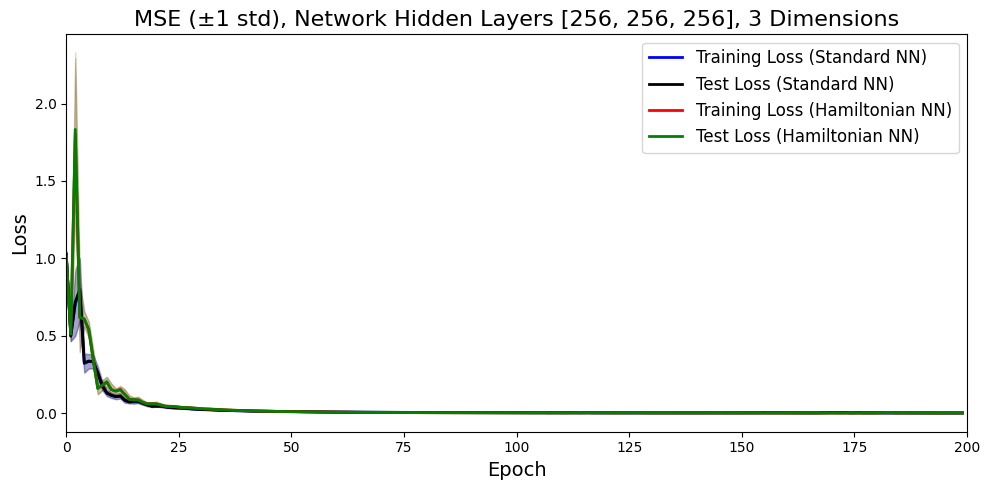 MSE (±1 std), Network Hidden Layers [256, 256, 256], 3 Dimensions
Training Loss (Standard NN)
Test Loss (Standard NN)
Training Loss (Hamiltonian NN)
Test Loss (Hamiltonian NN)
Loss
2.0
1.5
1.0
0.5
0.0
0 25 50 75 100 125 150 175 200
Epoch